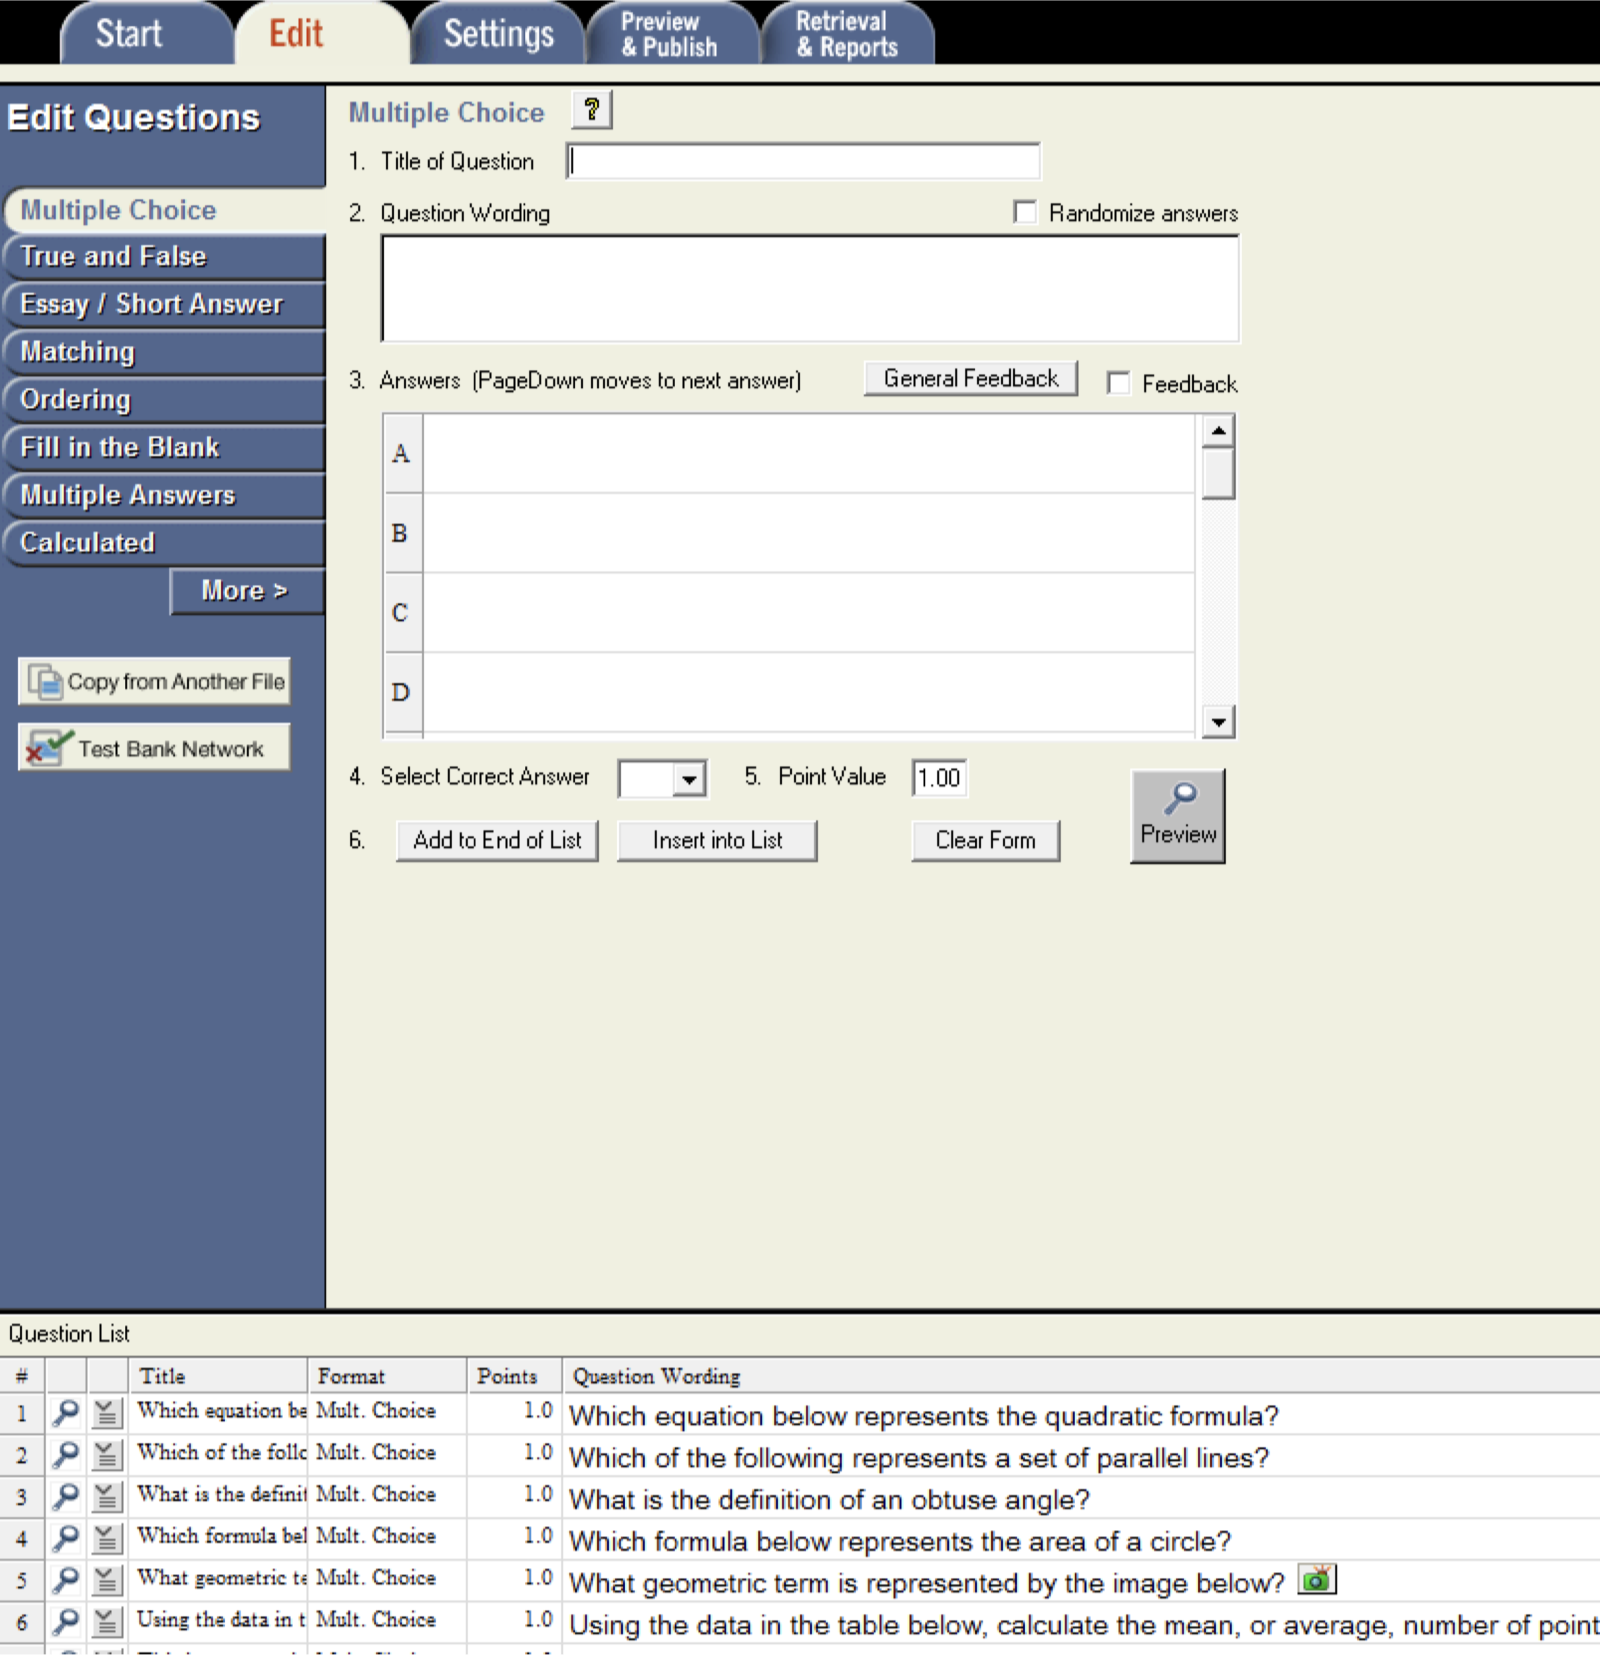 Start
Edit
Settings
Preview
& Publish
Retrieval
& Reports
Edit Questions
Multiple Choice
True and False
Essay / Short Answer
Matching
Ordering
Fill in the Blank
Multiple Answers
Calculated
More >
Copy from Another File
Test Bank Network
Multiple Choice ?
1. Title of Question
2. Question Wording Randomize answers
3. Answers (PageDown moves to next answer) General Feedback Feedback
A
B
C
D
4. Select Correct Answer 5. Point Value 1.00
6. Add to End of List Insert into List Clear Form Preview
Question List
# Title Format Points Question Wording
1 Which equation be Mult. Choice 1.0 Which equation below represents the quadratic formula?
2 Which of the follo Mult. Choice 1.0 Which of the following represents a set of parallel lines?
3 What is the definit Mult. Choice 1.0 What is the definition of an obtuse angle?
4 Which formula bel Mult. Choice 1.0 Which formula below represents the area of a circle?
5 What geometric te Mult. Choice 1.0 What geometric term is represented by the image below?
6 Using the data in t Mult. Choice 1.0 Using the data in the table below, calculate the mean, or average, number of point